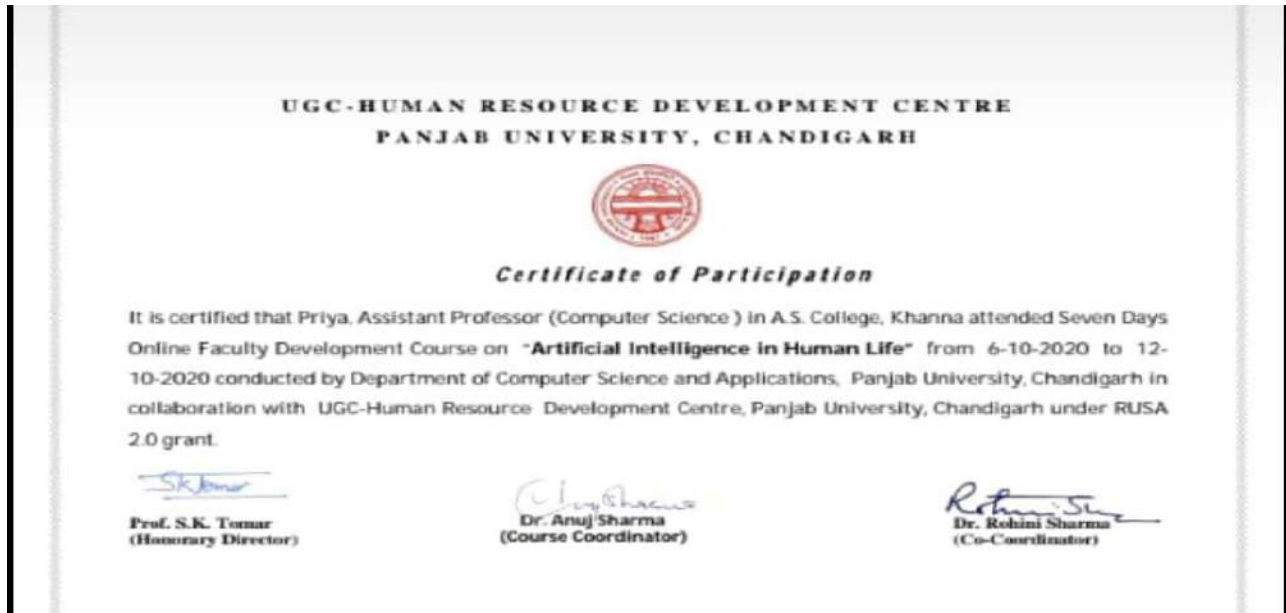 UGC-HUMAN RESOURCE DEVELOPMENT CENTRE
PANJAB UNIVERSITY, CHANDIGARH
Certificate of Participation
It is certified that Priya, Assistant Professor (Computer Science ) in A.S. College, Khanna attended Seven Days
Online Faculty Development Course on "Artificial Intelligence in Human Life" from 6-10-2020 to 12-
10-2020 conducted by Department of Computer Science and Applications, Panjab University, Chandigarh in
collaboration with UGC-Human Resource Development Centre, Panjab University, Chandigarh under RUSA
2.0 grant.
SKTomar
Prof. S.K. Tomar
(Honorary Director)
Dr. Anuj Sharma
(Course Coordinator)
Dr. Rohini Sharma
(Co-Coordinator)